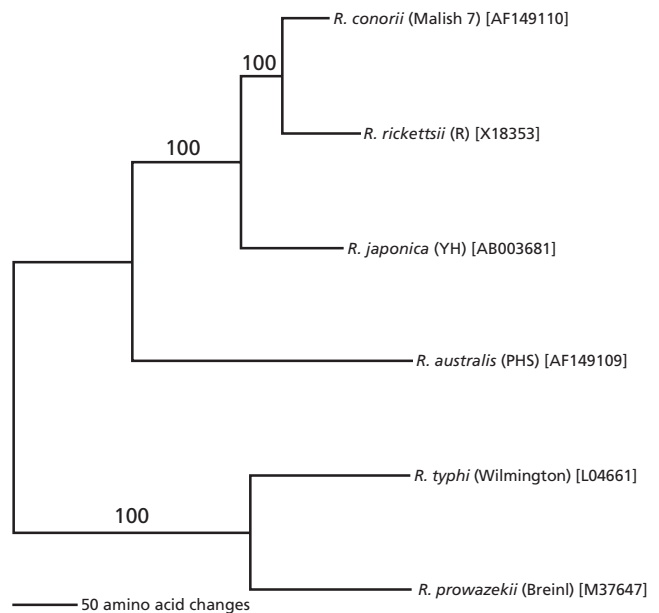 R. conorii (Malish 7) [AF149110]
100
R. rickettsii (R) [X18353]
100
R. japonica (YH) [AB003681]
R. australis (PHS) [AF149109]
R. typhi (Wilmington) [L04661]
100
R. prowazekii (Breinl) [M37647]
50 amino acid changes